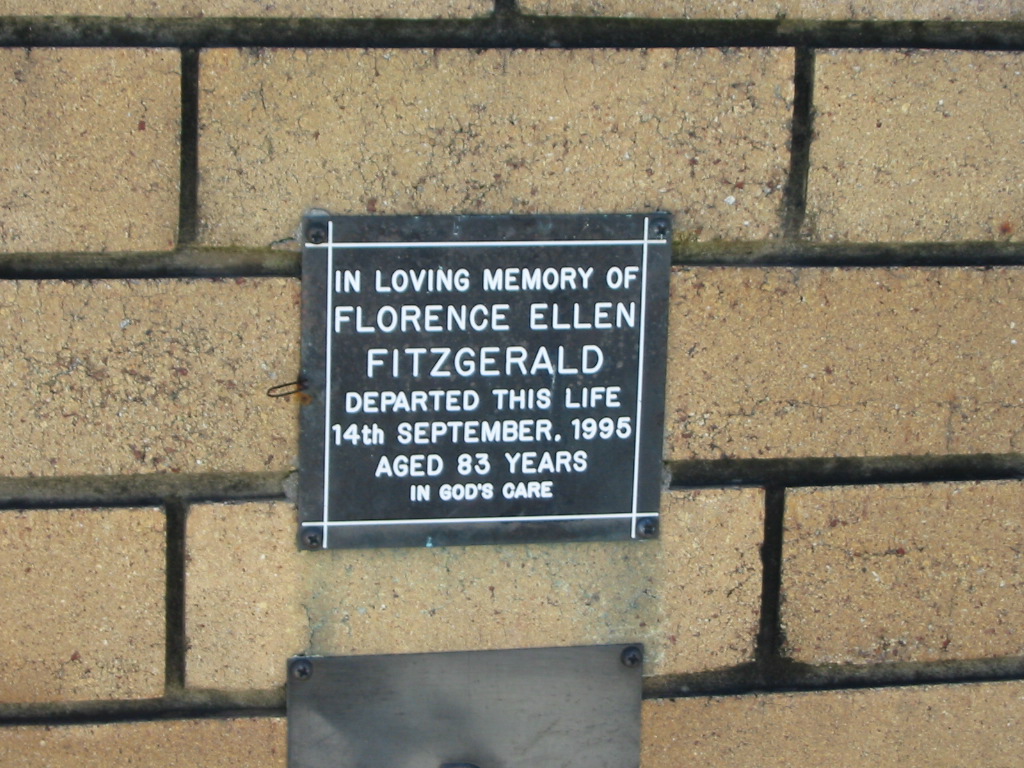 IN LOVING MEMORY OF
FLORENCE ELLEN
FITZGERALD
DEPARTED THIS LIFE
14th SEPTEMBER. 1995
AGED 83 YEARS
IN GOD'S CARE